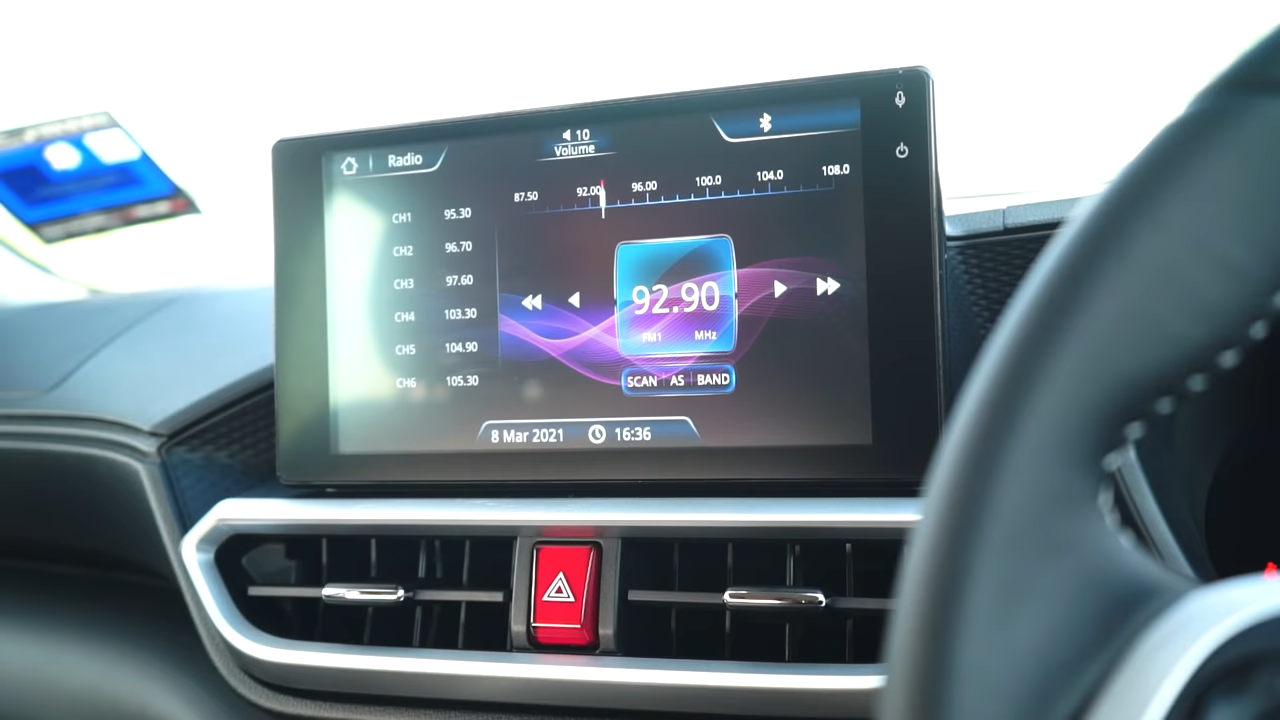 10
Volume
Radio
87.50 92.00 96.00 100.0 104.0 108.0
CH1 95.30
CH2 96.70
CH3 97.60
CH4 103.30
CH5 104.90
CH6 105.30
92.90
FM1 MHz
SCAN AS BAND
8 Mar 2021 16:36